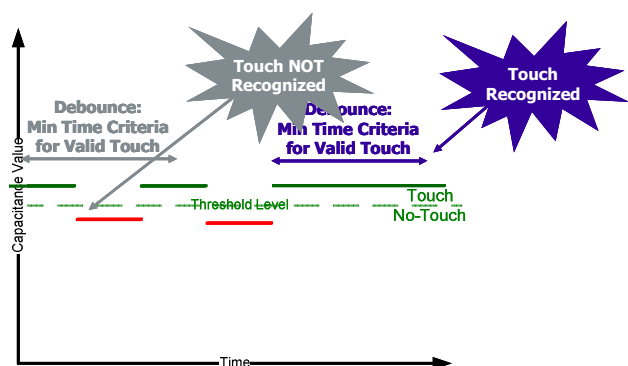 Touch NOT
Recognized
Touch
Recognized
Debounce:
Min Time Criteria
for Valid Touch
Debounce:
Min Time Criteria
for Valid Touch
Capacitance Value
Threshold Level
Touch
No-Touch
Time